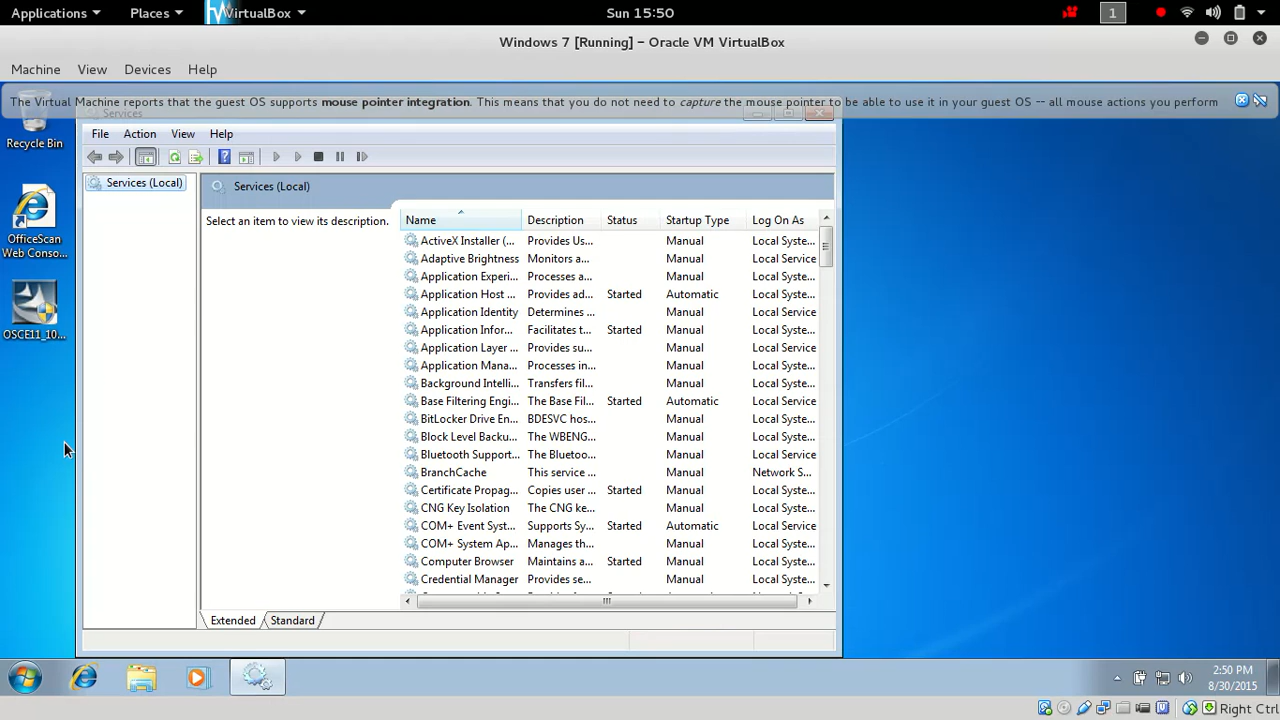 Applications Places VirtualBox Sun 15:50 1
Windows 7 [Running] – Oracle VM VirtualBox
Machine View Devices Help
The Virtual Machine reports that the guest OS supports mouse pointer integration. This means that you do not need to capture the mouse pointer to be able to use it in your guest OS -- all mouse actions you perform
Services
File Action View Help
Recycle Bin
Services (Local)
Services (Local)
Select an item to view its description.
Name Description Status Startup Type Log On As
ActiveX Installer (... Provides Us... Manual Local Syste...
Adaptive Brightness Monitors a... Manual Local Service
Application Experi... Processes a... Manual Local Syste...
Application Host ... Provides ad... Started Automatic Local Syste...
Application Identity Determines ... Manual Local Service
Application Infor... Facilitates t... Started Manual Local Syste...
Application Layer ... Provides su... Manual Local Service
Application Mana... Processes in... Manual Local Syste...
Background Intelli... Transfers fil... Manual Local Syste...
Base Filtering Engi... The Base Fil... Started Automatic Local Service
BitLocker Drive En... BDESVC hos... Manual Local Syste...
Block Level Backu... The WBENG... Manual Local Syste...
Bluetooth Support... The Bluetoo... Manual Local Service
BranchCache This service ... Manual Network S...
Certificate Propag... Copies user ... Started Manual Local Syste...
CNG Key Isolation The CNG ke... Manual Local Syste...
COM+ Event Syst... Supports Sy... Started Automatic Local Service
COM+ System Ap... Manages th... Manual Local Syste...
Computer Browser Maintains a... Started Manual Local Syste...
Credential Manager Provides se... Manual Local Syste...
OfficeScan
Web Conso...
OSCE11_10...
Extended Standard
2:50 PM
8/30/2015
Right Ctrl